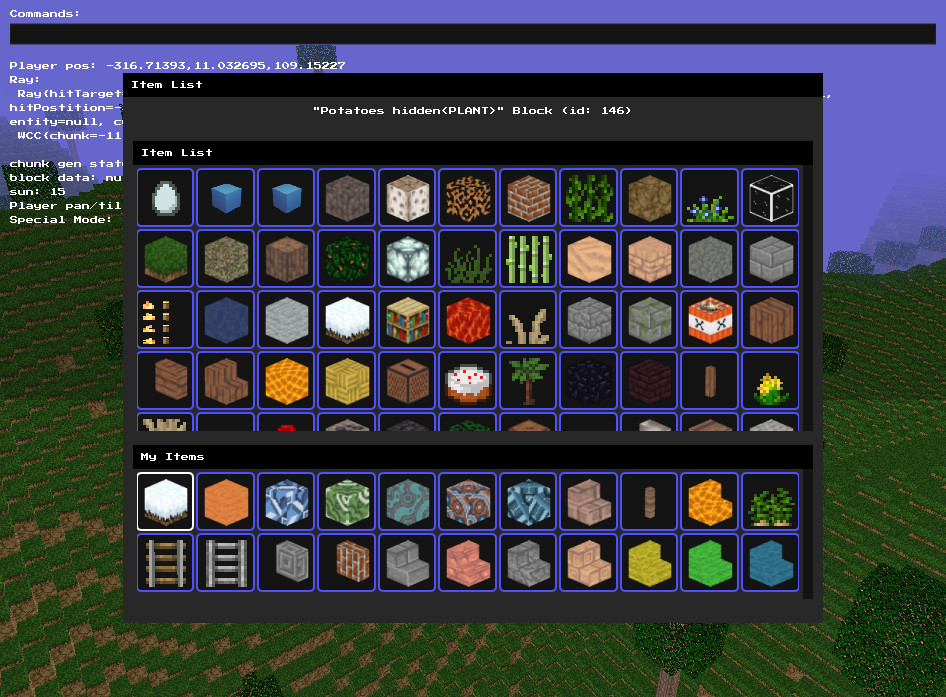 Commands:
Player pos: -316.71393,11.032695,109.15227
Ray:
Ray{hitTarget=
hitPostition=-
entity=null, c
WCC{chunk=-11
chunk gen stat
block data: nu
sun: 15
Player pan/til
Special Mode:
Item List
"Potatoes hidden{PLANT}" Block (id: 146)
Item List
My Items